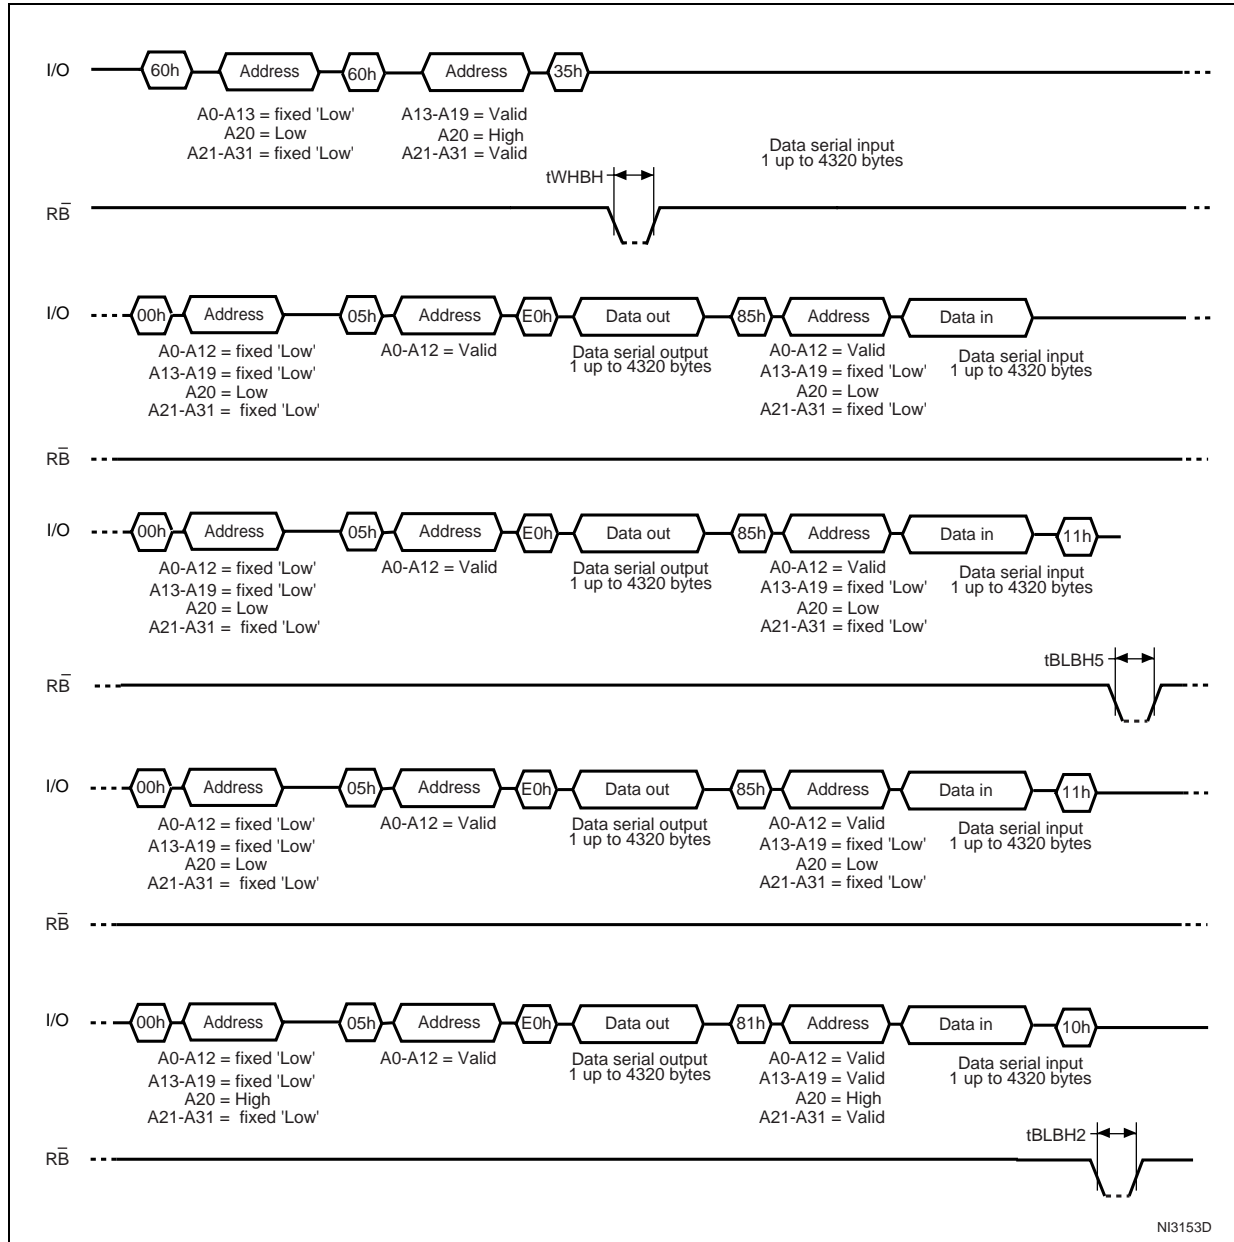 I/O 60h Address 60h Address 35h
A0-A13 = fixed 'Low' A13-A19 = Valid
A20 = Low A20 = High
A21-A31 = fixed 'Low' A21-A31 = Valid
Data serial input
1 up to 4320 bytes
tWHBH
RB̅
I/O 00h Address 05h Address E0h Data out 85h Address Data in
A0-A12 = fixed 'Low' A0-A12 = Valid Data serial output A0-A12 = Valid Data serial input
A13-A19 = fixed 'Low' 1 up to 4320 bytes A13-A19 = fixed 'Low' 1 up to 4320 bytes
A20 = Low A20 = Low
A21-A31 = fixed 'Low' A21-A31 = fixed 'Low'
RB̅
I/O 00h Address 05h Address E0h Data out 85h Address Data in 11h
A0-A12 = fixed 'Low' A0-A12 = Valid Data serial output A0-A12 = Valid Data serial input
A13-A19 = fixed 'Low' 1 up to 4320 bytes A13-A19 = fixed 'Low' 1 up to 4320 bytes
A20 = Low A20 = Low
A21-A31 = fixed 'Low' A21-A31 = fixed 'Low'
tBLBH5
RB̅
I/O 00h Address 05h Address E0h Data out 85h Address Data in 11h
A0-A12 = fixed 'Low' A0-A12 = Valid Data serial output A0-A12 = Valid Data serial input
A13-A19 = fixed 'Low' 1 up to 4320 bytes A13-A19 = fixed 'Low' 1 up to 4320 bytes
A20 = Low A20 = Low
A21-A31 = fixed 'Low' A21-A31 = fixed 'Low'
RB̅
I/O 00h Address 05h Address E0h Data out 81h Address Data in 10h
A0-A12 = fixed 'Low' A0-A12 = Valid Data serial output A0-A12 = Valid Data serial input
A13-A19 = fixed 'Low' 1 up to 4320 bytes A13-A19 = Valid 1 up to 4320 bytes
A20 = High A20 = High
A21-A31 = fixed 'Low' A21-A31 = Valid
tBLBH2
RB̅
NI3153D